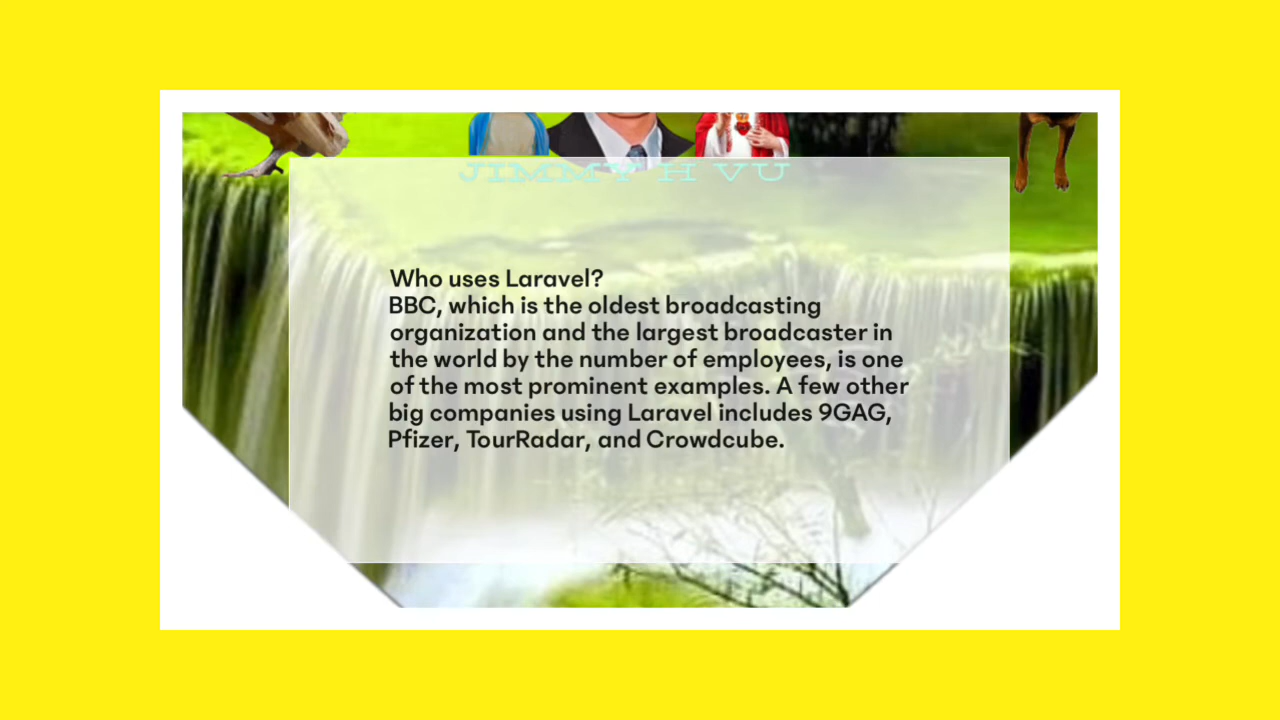 JIMMY H VU
Who uses Laravel?
BBC, which is the oldest broadcasting
organization and the largest broadcaster in
the world by the number of employees, is one
of the most prominent examples. A few other
big companies using Laravel includes 9GAG,
Pfizer, TourRadar, and Crowdcube.